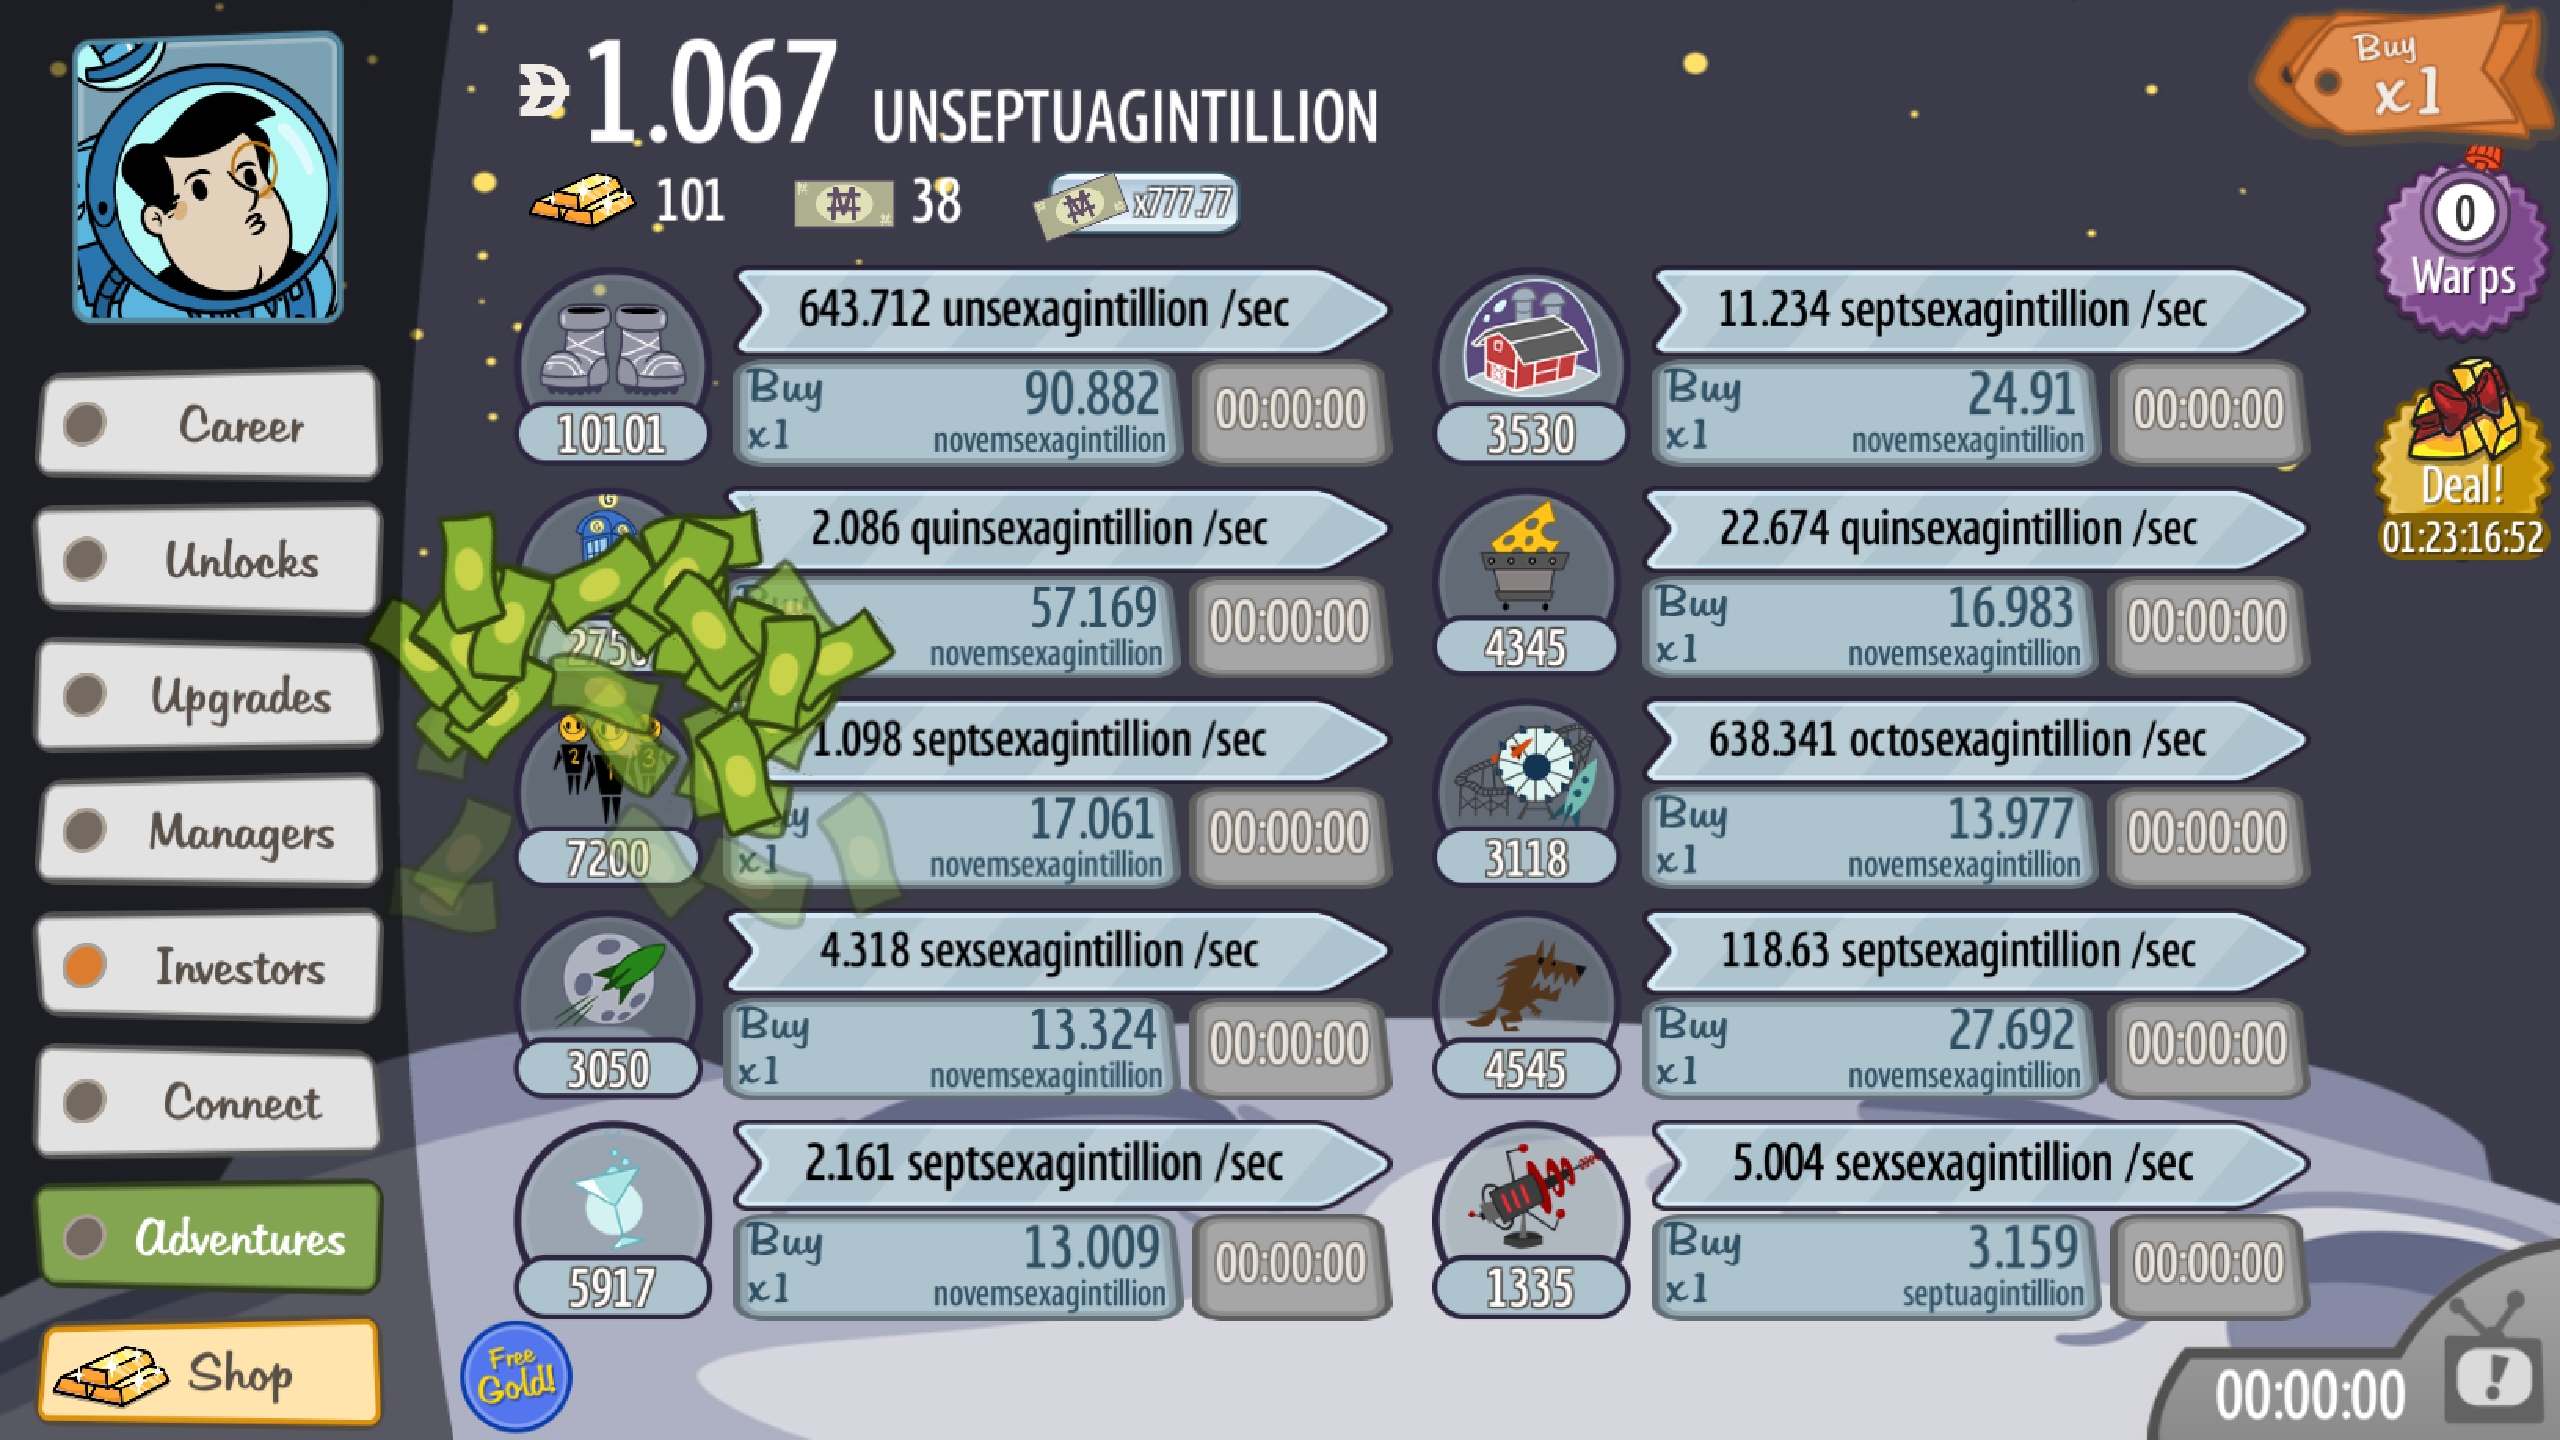 1.067 UNSEPTUAGINTILLION
Buy
x1
101
38
x777.77
0
Warps
Deal!
01:23:16:52
Career
Unlocks
Upgrades
Managers
Investors
Connect
Adventures
Shop
643.712 unsexagintillion /sec
Buy 90.882
x1 novemsexagintillion
00:00:00
10101
11.234 septsexagintillion /sec
Buy 24.91
x1 novemsexagintillion
00:00:00
3530
G
2.086 quinsexagintillion /sec
57.169
novemsexagintillion
00:00:00
22.674 quinsexagintillion /sec
Buy 16.983
x1 novemsexagintillion
00:00:00
4345
1.098 septsexagintillion /sec
17.061
x1 novemsexagintillion
00:00:00
2 1 3
7200
638.341 octosexagintillion /sec
Buy 13.977
x1 novemsexagintillion
00:00:00
3118
4.318 sexsexagintillion /sec
Buy 13.324
x1 novemsexagintillion
00:00:00
3050
118.63 septsexagintillion /sec
Buy 27.692
x1 novemsexagintillion
00:00:00
4545
2.161 septsexagintillion /sec
Buy 13.009
x1 novemsexagintillion
00:00:00
5917
5.004 sexsexagintillion /sec
Buy 3.159
x1 septuagintillion
00:00:00
1335
Free
Gold!
00:00:00
!